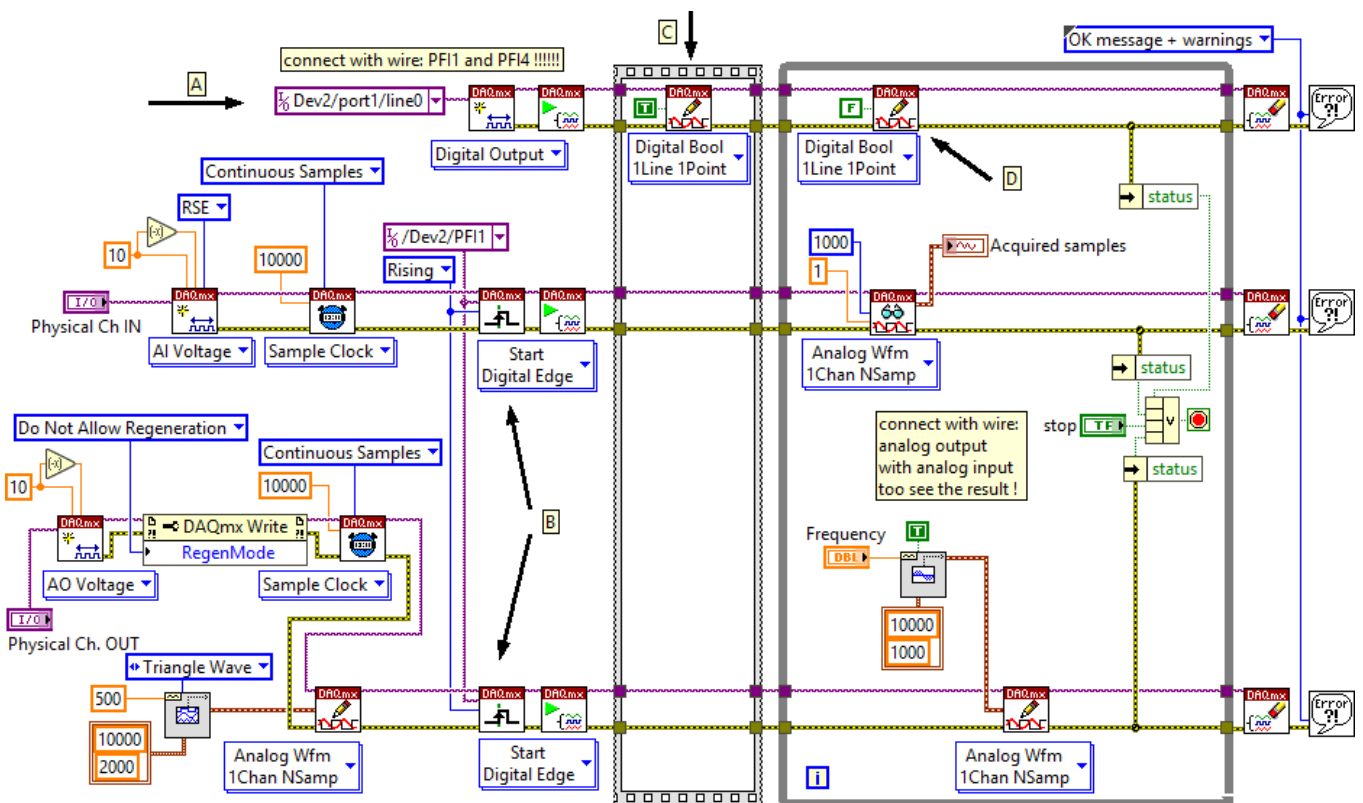 C
OK message + warnings
connect with wire: PFI1 and PFI4 !!!!!!
A
I/O Dev2/port1/line0
DAQmx
DAQmx
DAQmx
DAQmx
DAQmx
Error
?!
T
F
Digital Output
Digital Bool
1Line 1Point
Digital Bool
1Line 1Point
D
Continuous Samples
status
RSE
I/O /Dev2/PFI1
10
10000
Rising
1000
1
Acquired samples
I/O
DAQmx
DAQmx
DAQmx
DAQmx
DAQmx
DAQmx
Error
?!
Physical Ch IN
AI Voltage
Sample Clock
Start
Digital Edge
Analog Wfm
1Chan NSamp
status
Do Not Allow Regeneration
Continuous Samples
connect with wire:
analog output
with analog input
too see the result !
stop
TF
V
(-x)
(-x)
10
10000
status
B
DAQmx
DAQmx Write
RegenMode
DAQmx
Frequency
T
DBL
AO Voltage
Sample Clock
I/O
Physical Ch. OUT
10000
1000
Triangle Wave
500
DAQmx
DAQmx
DAQmx
DAQmx
DAQmx
Error
?!
10000
2000
Analog Wfm
1Chan NSamp
Start
Digital Edge
Analog Wfm
1Chan NSamp
i